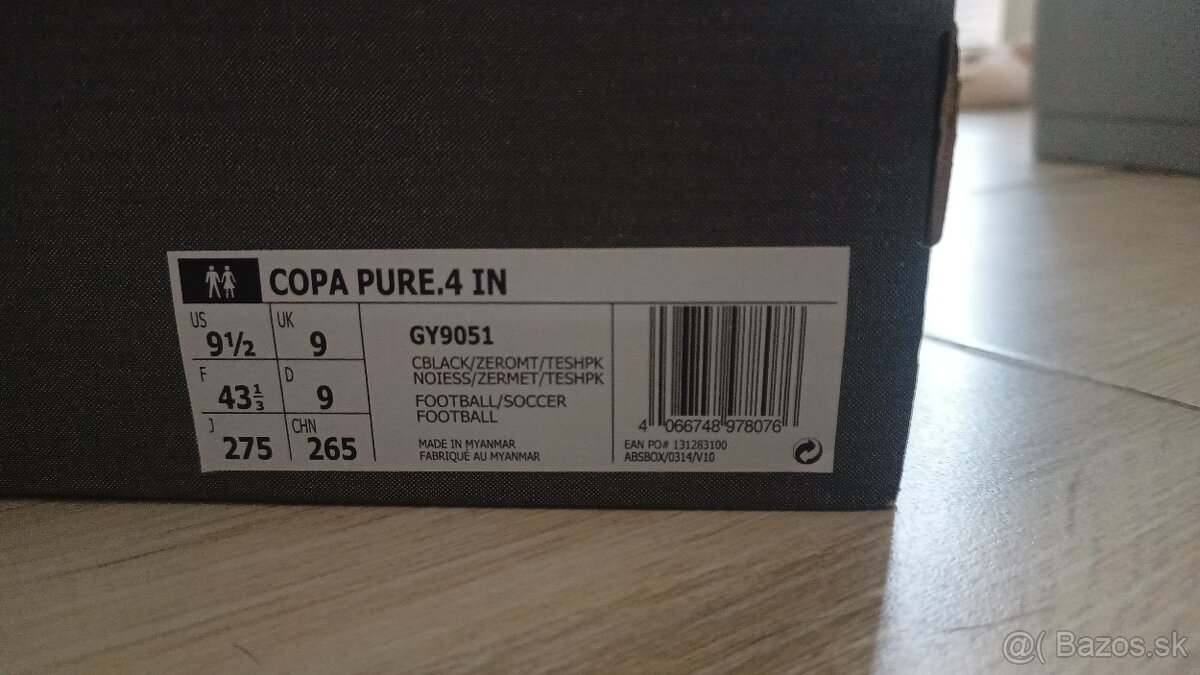 COPA PURE.4 IN
US 9½ UK 9
F 43⅓ D 9
J 275 CHN 265
GY9051
CBLACK/ZEROMT/TESHPK
NOIESS/ZERMET/TESHPK
FOOTBALL/SOCCER
FOOTBALL
MADE IN MYANMAR
FABRIQUÉ AU MYANMAR
4 066748 978076
EAN PO# 131283100
ABSBOX/0314/V10
@( Bazos.sk